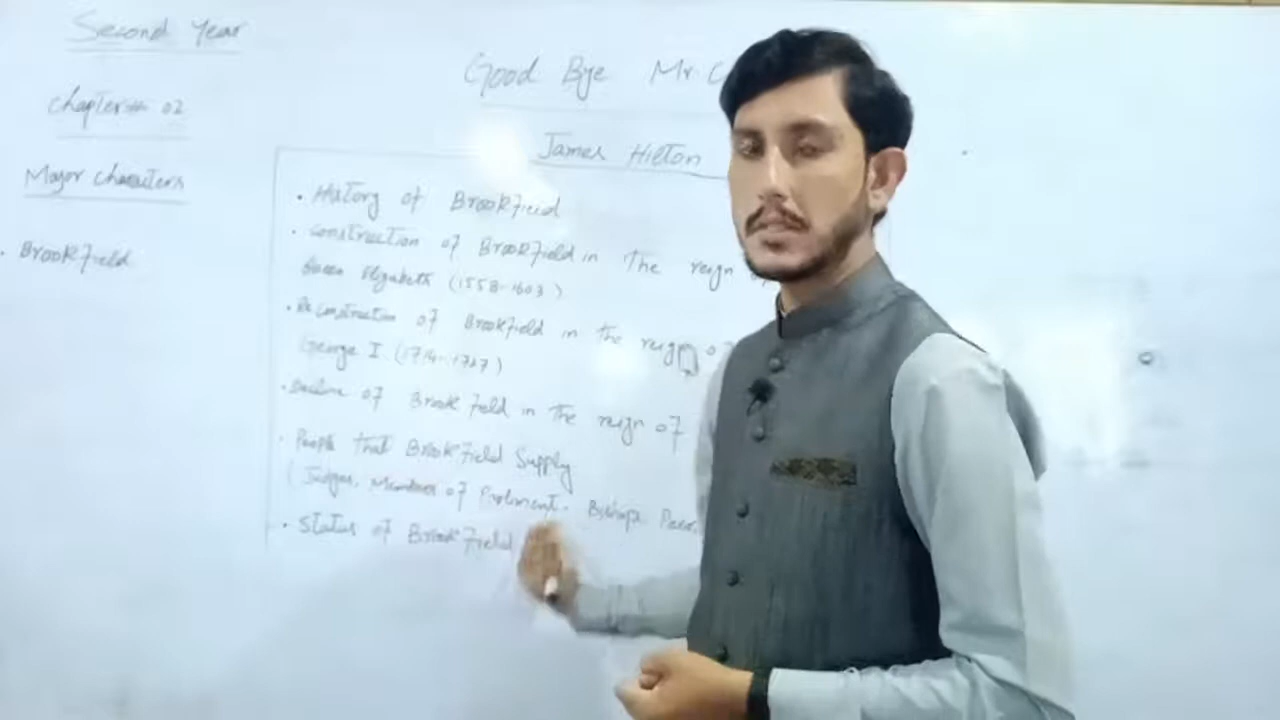 Second Year
Chapter# 02
Major Characters
. Brookfield
Good Bye Mr. C
James Hilton
. History of Brookfield
. Construction of Brookfield in The reign
Queen Elizabeth (1558-1603)
. Reconstruction of Brookfield in the reign of
George I (1714-1727)
. Decline of Brookfield in The reign of
. People that Brookfield Supply
( Judges, Members of Parliment, Bishops, Peer
. Status of Brookfield